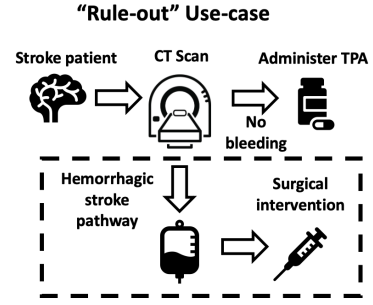 “Rule-out” Use-case
Stroke patient
CT Scan
Administer TPA
No
bleeding
Hemorrhagic
stroke
pathway
Surgical
intervention